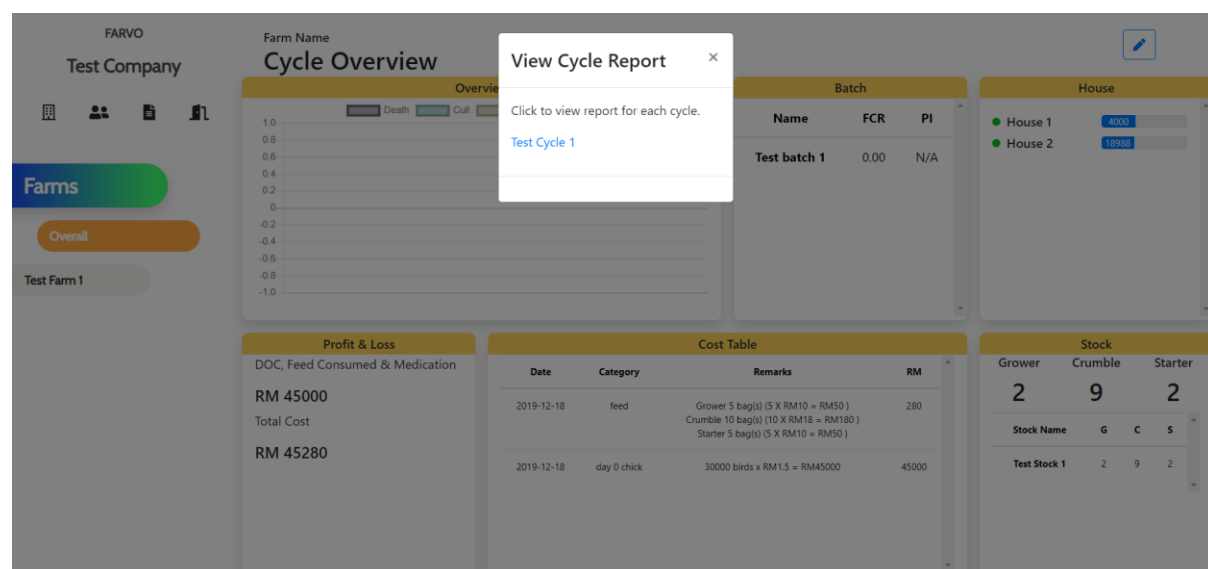 FARVO
Test Company
Farms
Overall
Test Farm 1
Farm Name
Cycle Overview
View Cycle Report ×
Click to view report for each cycle.
Test Cycle 1
Death Cull
1.0
0.8
0.6
0.4
0.2
0
-0.2
-0.4
-0.6
-0.8
-1.0
Batch
Name FCR PI
Test batch 1 0.00 N/A
House
House 1 4000
House 2 18988
Profit & Loss
DOC, Feed Consumed & Medication
RM 45000
Total Cost
RM 45280
Cost Table
Date Category Remarks RM
2019-12-18 feed Grower 5 bag(s) (5 X RM10 = RM50 ) 280
Crumble 10 bag(s) (10 X RM18 = RM180 )
Starter 5 bag(s) (5 X RM10 = RM50 )
2019-12-18 day 0 chick 30000 birds x RM1.5 = RM45000 45000
Stock
Grower Crumble Starter
2 9 2
Stock Name G C S
Test Stock 1 2 9 2